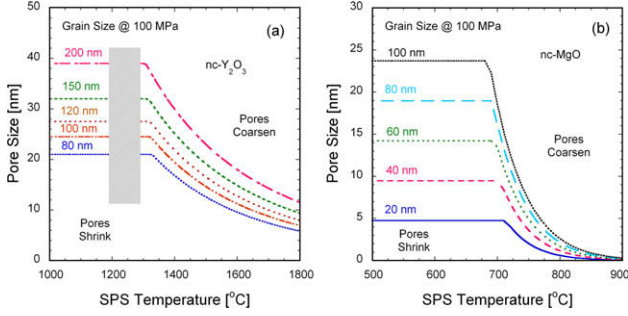 Grain Size @ 100 MPa
(a)
200 nm
nc-Y2O3
150 nm
120 nm
100 nm
80 nm
Pores
Coarsen
Pores
Shrink
Pore Size [nm]
50
40
30
20
10
0
1000 1200 1400 1600 1800
SPS Temperature [°C]
Grain Size @ 100 MPa
(b)
100 nm
nc-MgO
80 nm
60 nm
40 nm
20 nm
Pores
Coarsen
Pores
Shrink
Pore Size [nm]
30
25
20
15
10
5
0
500 600 700 800 900
SPS Temperature [°C]